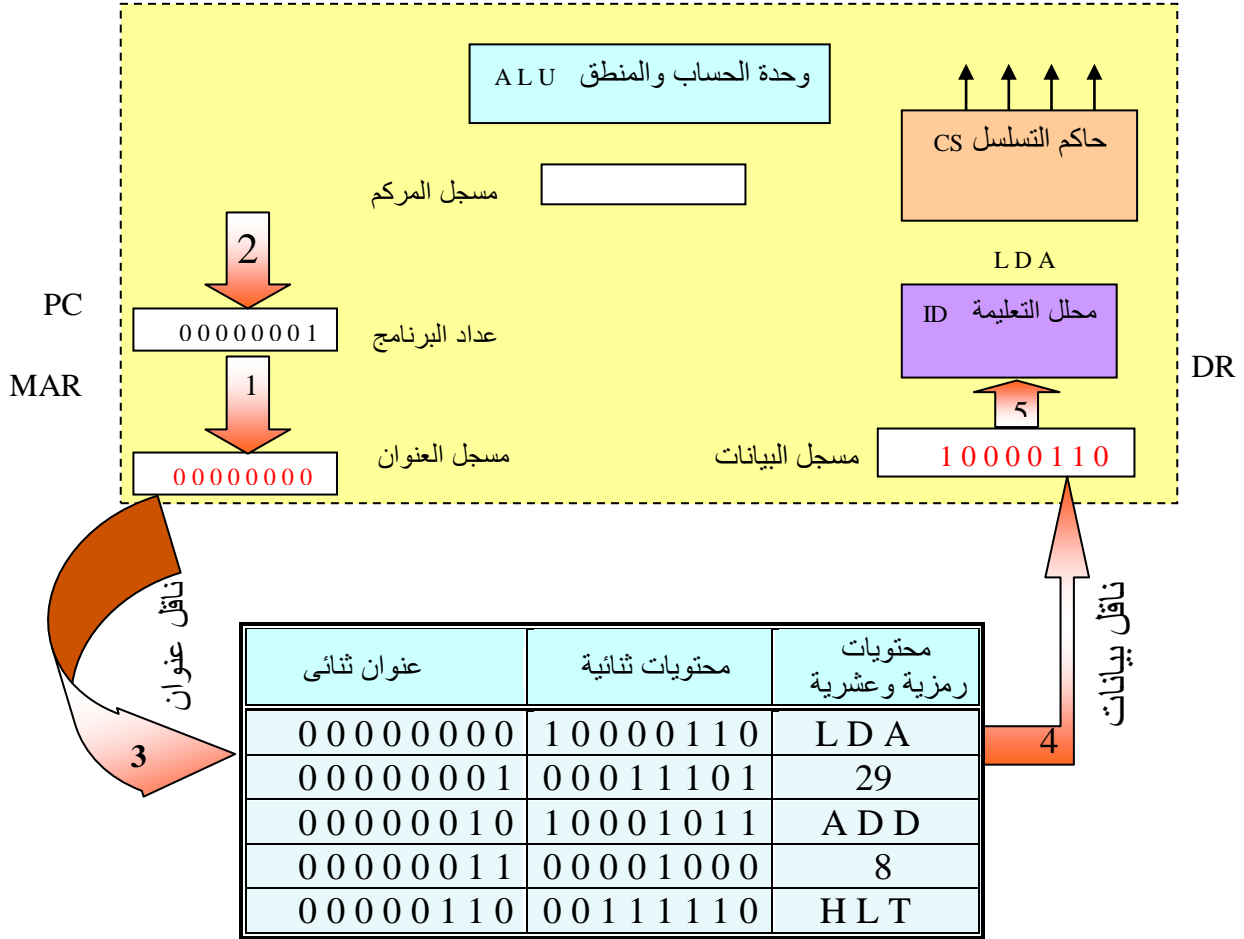 وحدة الحساب والمنطق ALU
حاكم التسلسل CS
مسجل المركم
2
LDA
PC
00000001
عداد البرنامج
محلل التعليمة ID
DR
MAR
1
5
مسجل العنوان
00000000
مسجل البيانات
10000110
ناقل عنوان
ناقل بيانات
3
4
عنوان ثنائى محتويات ثنائية محتويات
رمزية وعشرية
00000000 10000110 LDA
00000001 00011101 29
00000010 10001011 ADD
00000011 00001000 8
00000110 00111110 HLT